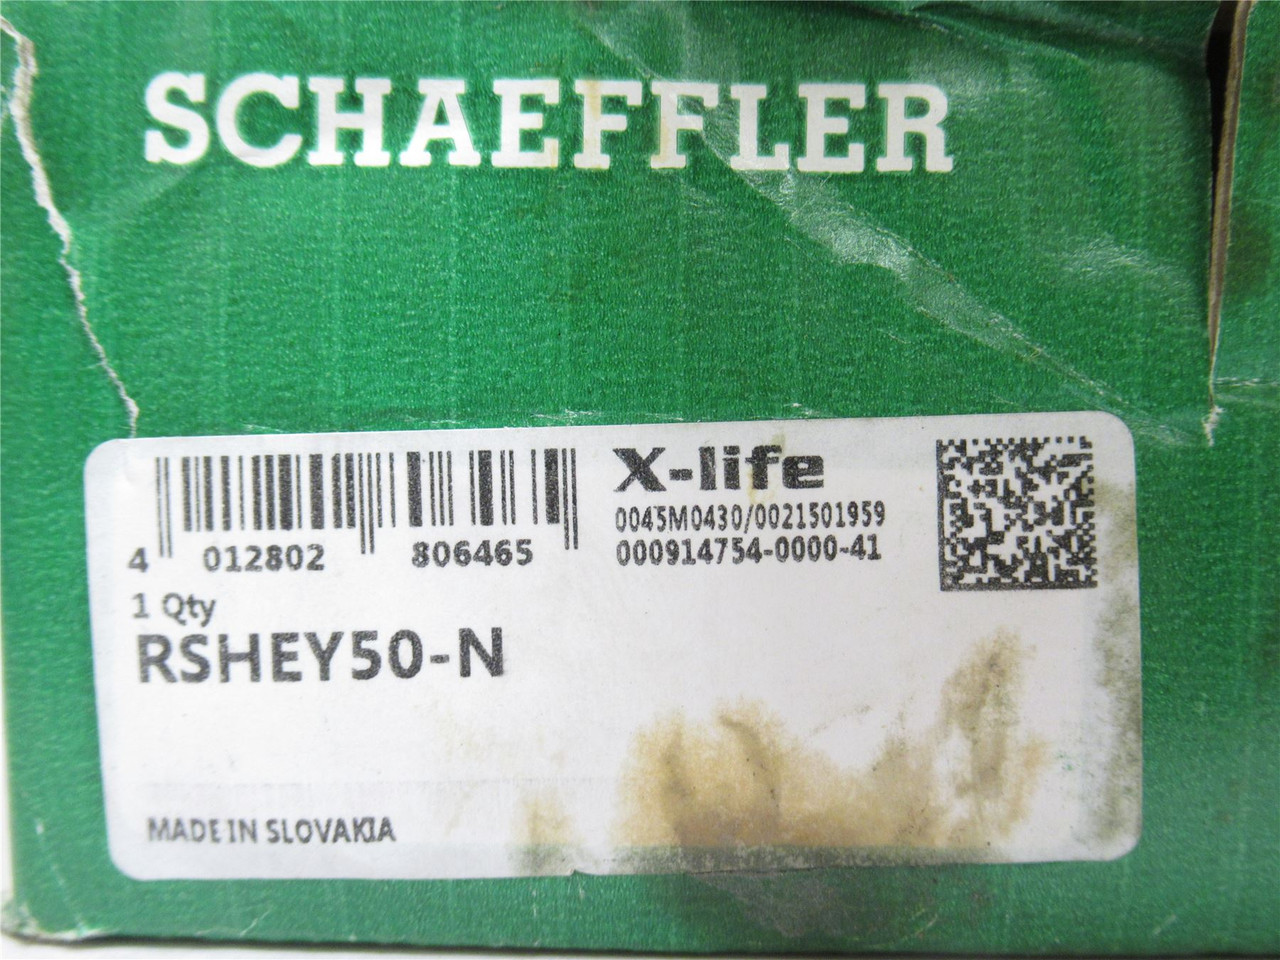 SCHAEFFLER
4 012802 806465
X-life
0045M0430/0021501959
000914754-0000-41
1 Qty
RSHEY50-N
MADE IN SLOVAKIA